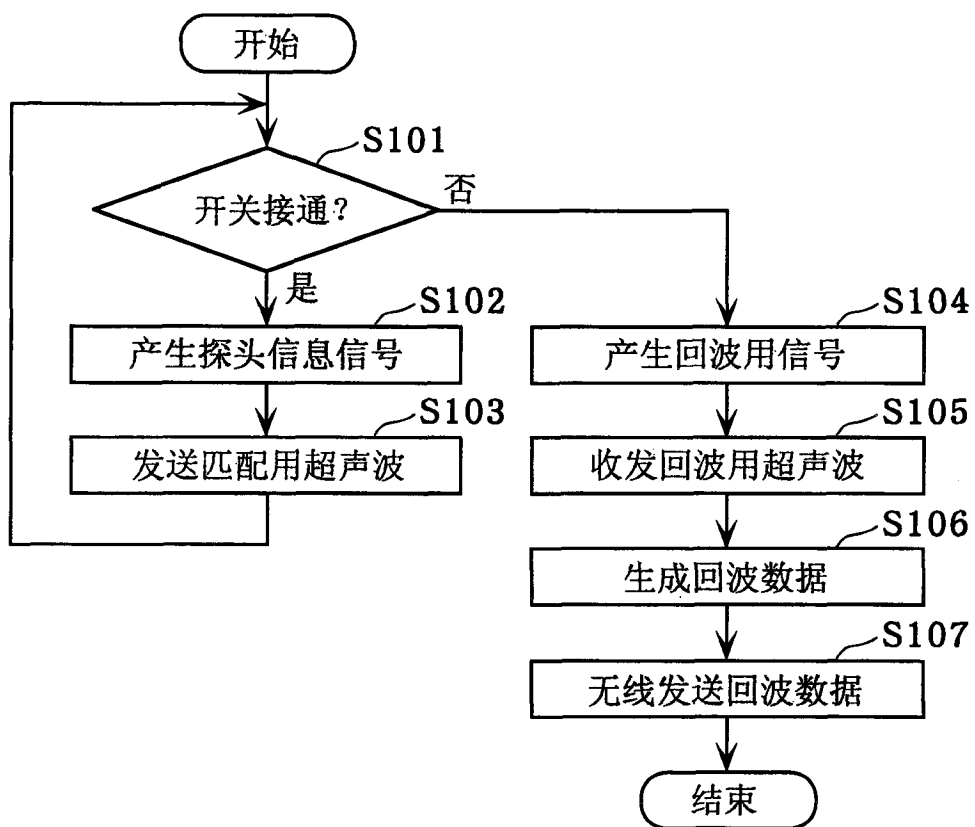 开始
S101
开关接通?
否
是
S102
产生探头信息信号
S103
发送匹配用超声波
S104
产生回波用信号
S105
收发回波用超声波
S106
生成回波数据
S107
无线发送回波数据
结束